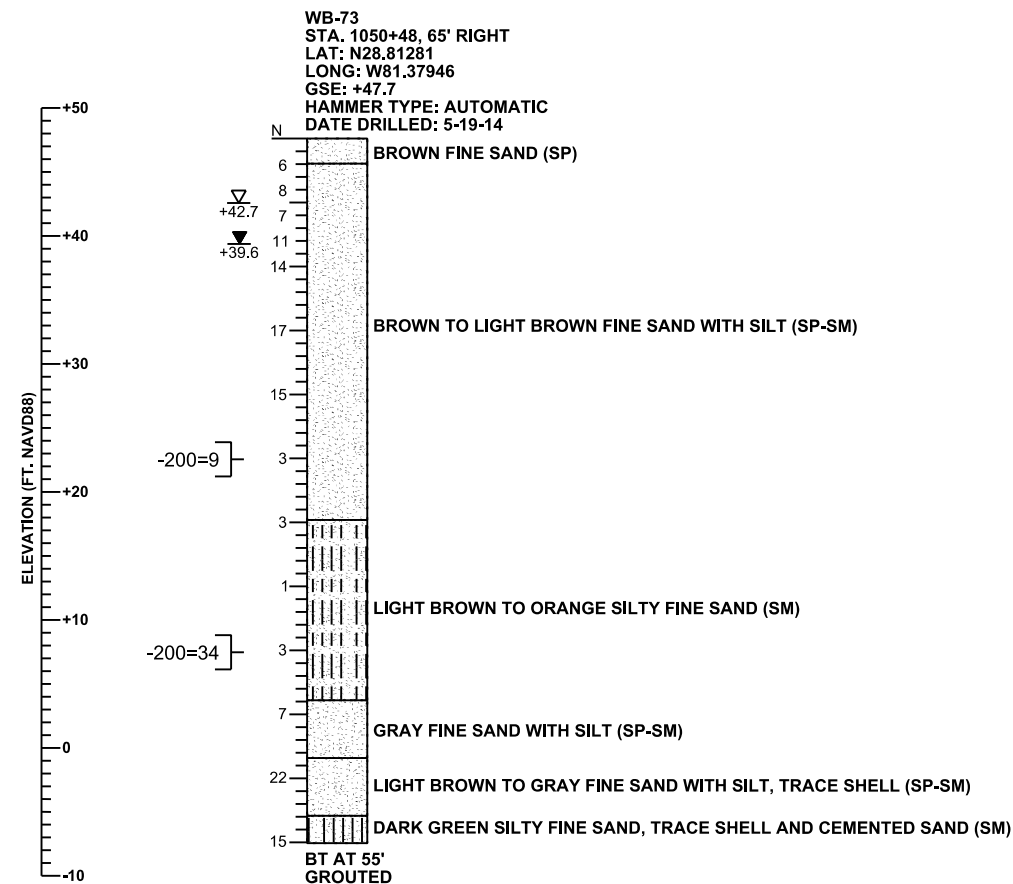 WB-73
STA. 1050+48, 65' RIGHT
LAT: N28.81281
LONG: W81.37946
GSE: +47.7
HAMMER TYPE: AUTOMATIC
DATE DRILLED: 5-19-14
+50
N
BROWN FINE SAND (SP)
6
8
+42.7
7
+40
11
+39.6
14
17
BROWN TO LIGHT BROWN FINE SAND WITH SILT (SP-SM)
+30
15
ELEVATION (FT. NAVD88)
-200=9
3
+20
3
1
LIGHT BROWN TO ORANGE SILTY FINE SAND (SM)
+10
-200=34
3
7
GRAY FINE SAND WITH SILT (SP-SM)
0
22
LIGHT BROWN TO GRAY FINE SAND WITH SILT, TRACE SHELL (SP-SM)
DARK GREEN SILTY FINE SAND, TRACE SHELL AND CEMENTED SAND (SM)
15
BT AT 55'
GROUTED
-10